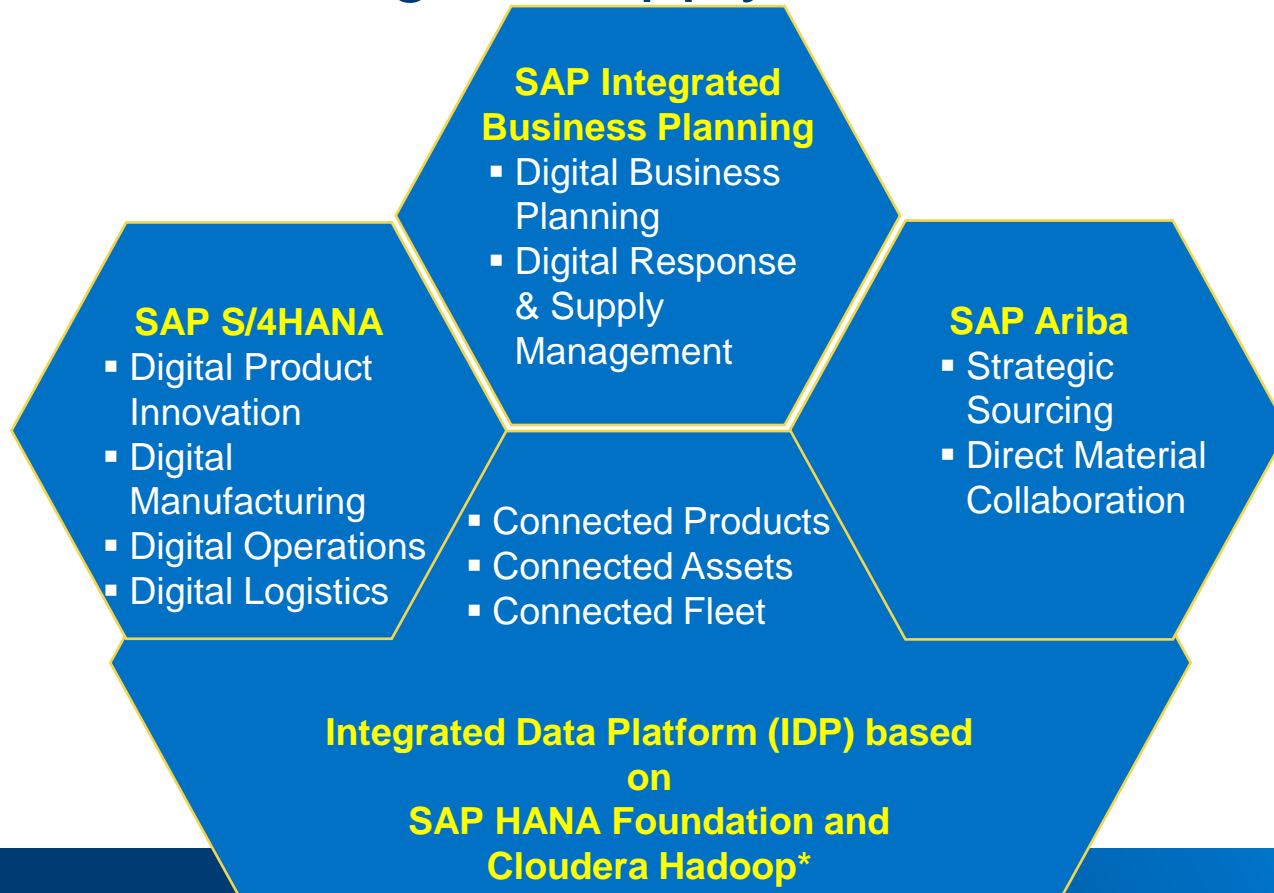 SAP Integrated
Business Planning
▪ Digital Business
Planning
▪ Digital Response
& Supply
Management
SAP S/4HANA
▪ Digital Product
Innovation
▪ Digital
Manufacturing
▪ Digital Operations
▪ Digital Logistics
SAP Ariba
▪ Strategic
Sourcing
▪ Direct Material
Collaboration
▪ Connected Products
▪ Connected Assets
▪ Connected Fleet
Integrated Data Platform (IDP) based
on
SAP HANA Foundation and
Cloudera Hadoop*